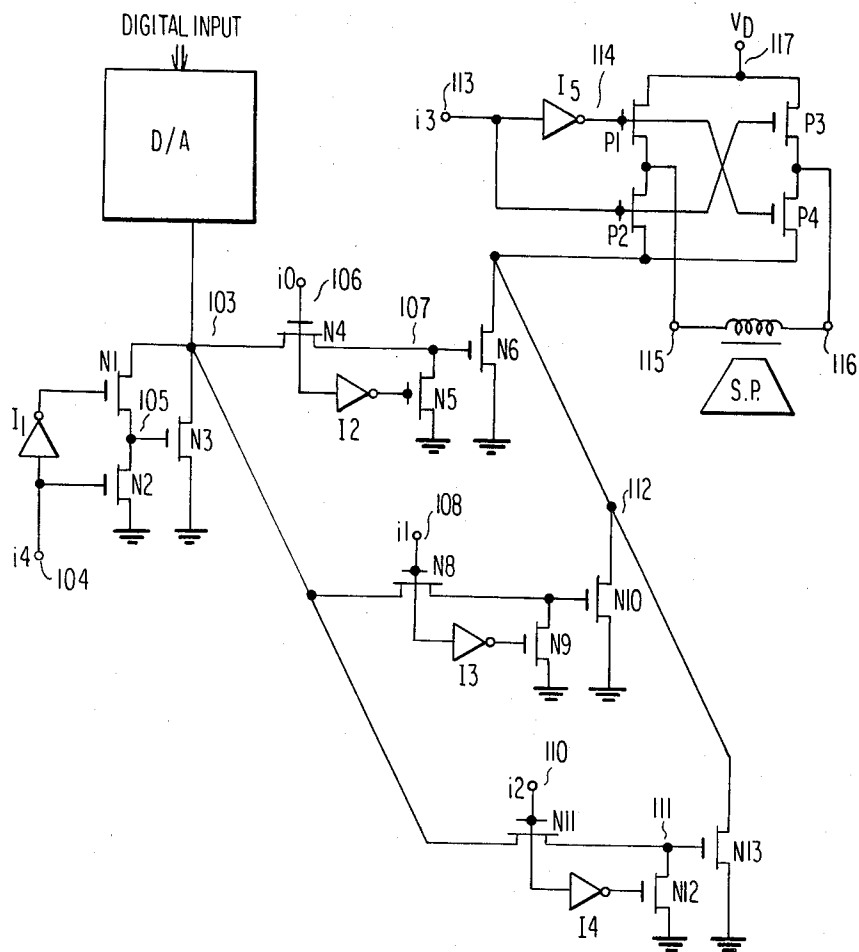 DIGITAL INPUT
D/A
VD
117
114
113
i3
I5
P1
P3
P2
P4
103
i0
106
N4
107
N6
115
116
S.P.
N1
105
I1
N3
I2
N5
N2
i4
104
112
i1
108
N8
N10
N9
I3
110
i2
N11
111
N13
N12
I4